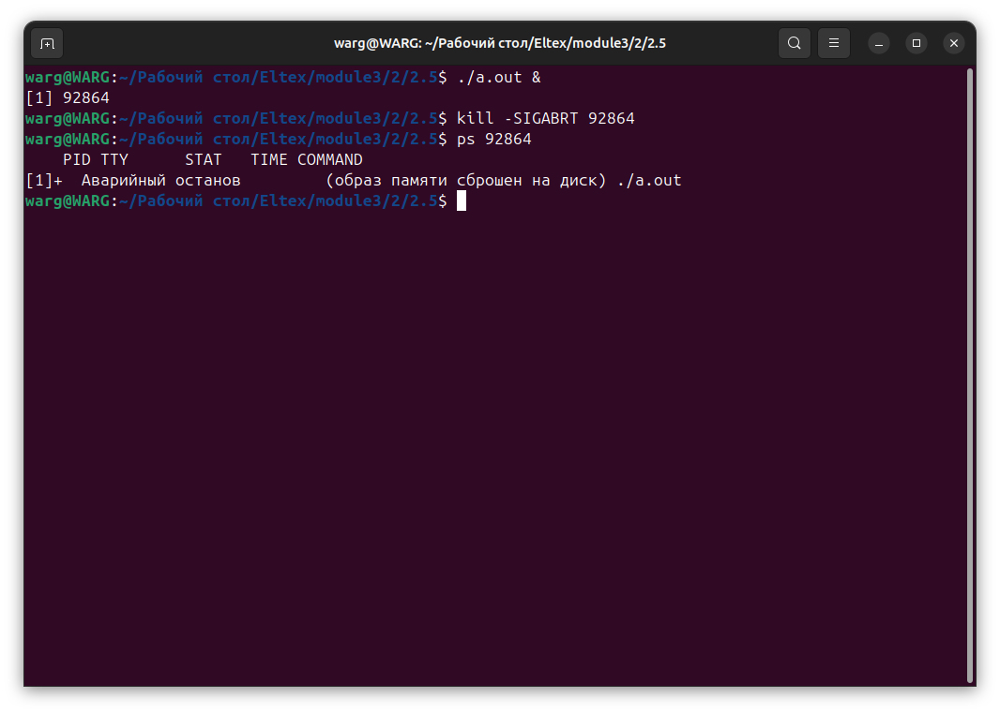 warg@WARG: ~/Рабочий стол/Eltex/module3/2/2.5
warg@WARG:~/Рабочий стол/Eltex/module3/2/2.5$ ./a.out &
[1] 92864
warg@WARG:~/Рабочий стол/Eltex/module3/2/2.5$ kill -SIGABRT 92864
warg@WARG:~/Рабочий стол/Eltex/module3/2/2.5$ ps 92864
    PID TTY      STAT   TIME COMMAND
[1]+  Аварийный останов         (образ памяти сброшен на диск) ./a.out
warg@WARG:~/Рабочий стол/Eltex/module3/2/2.5$